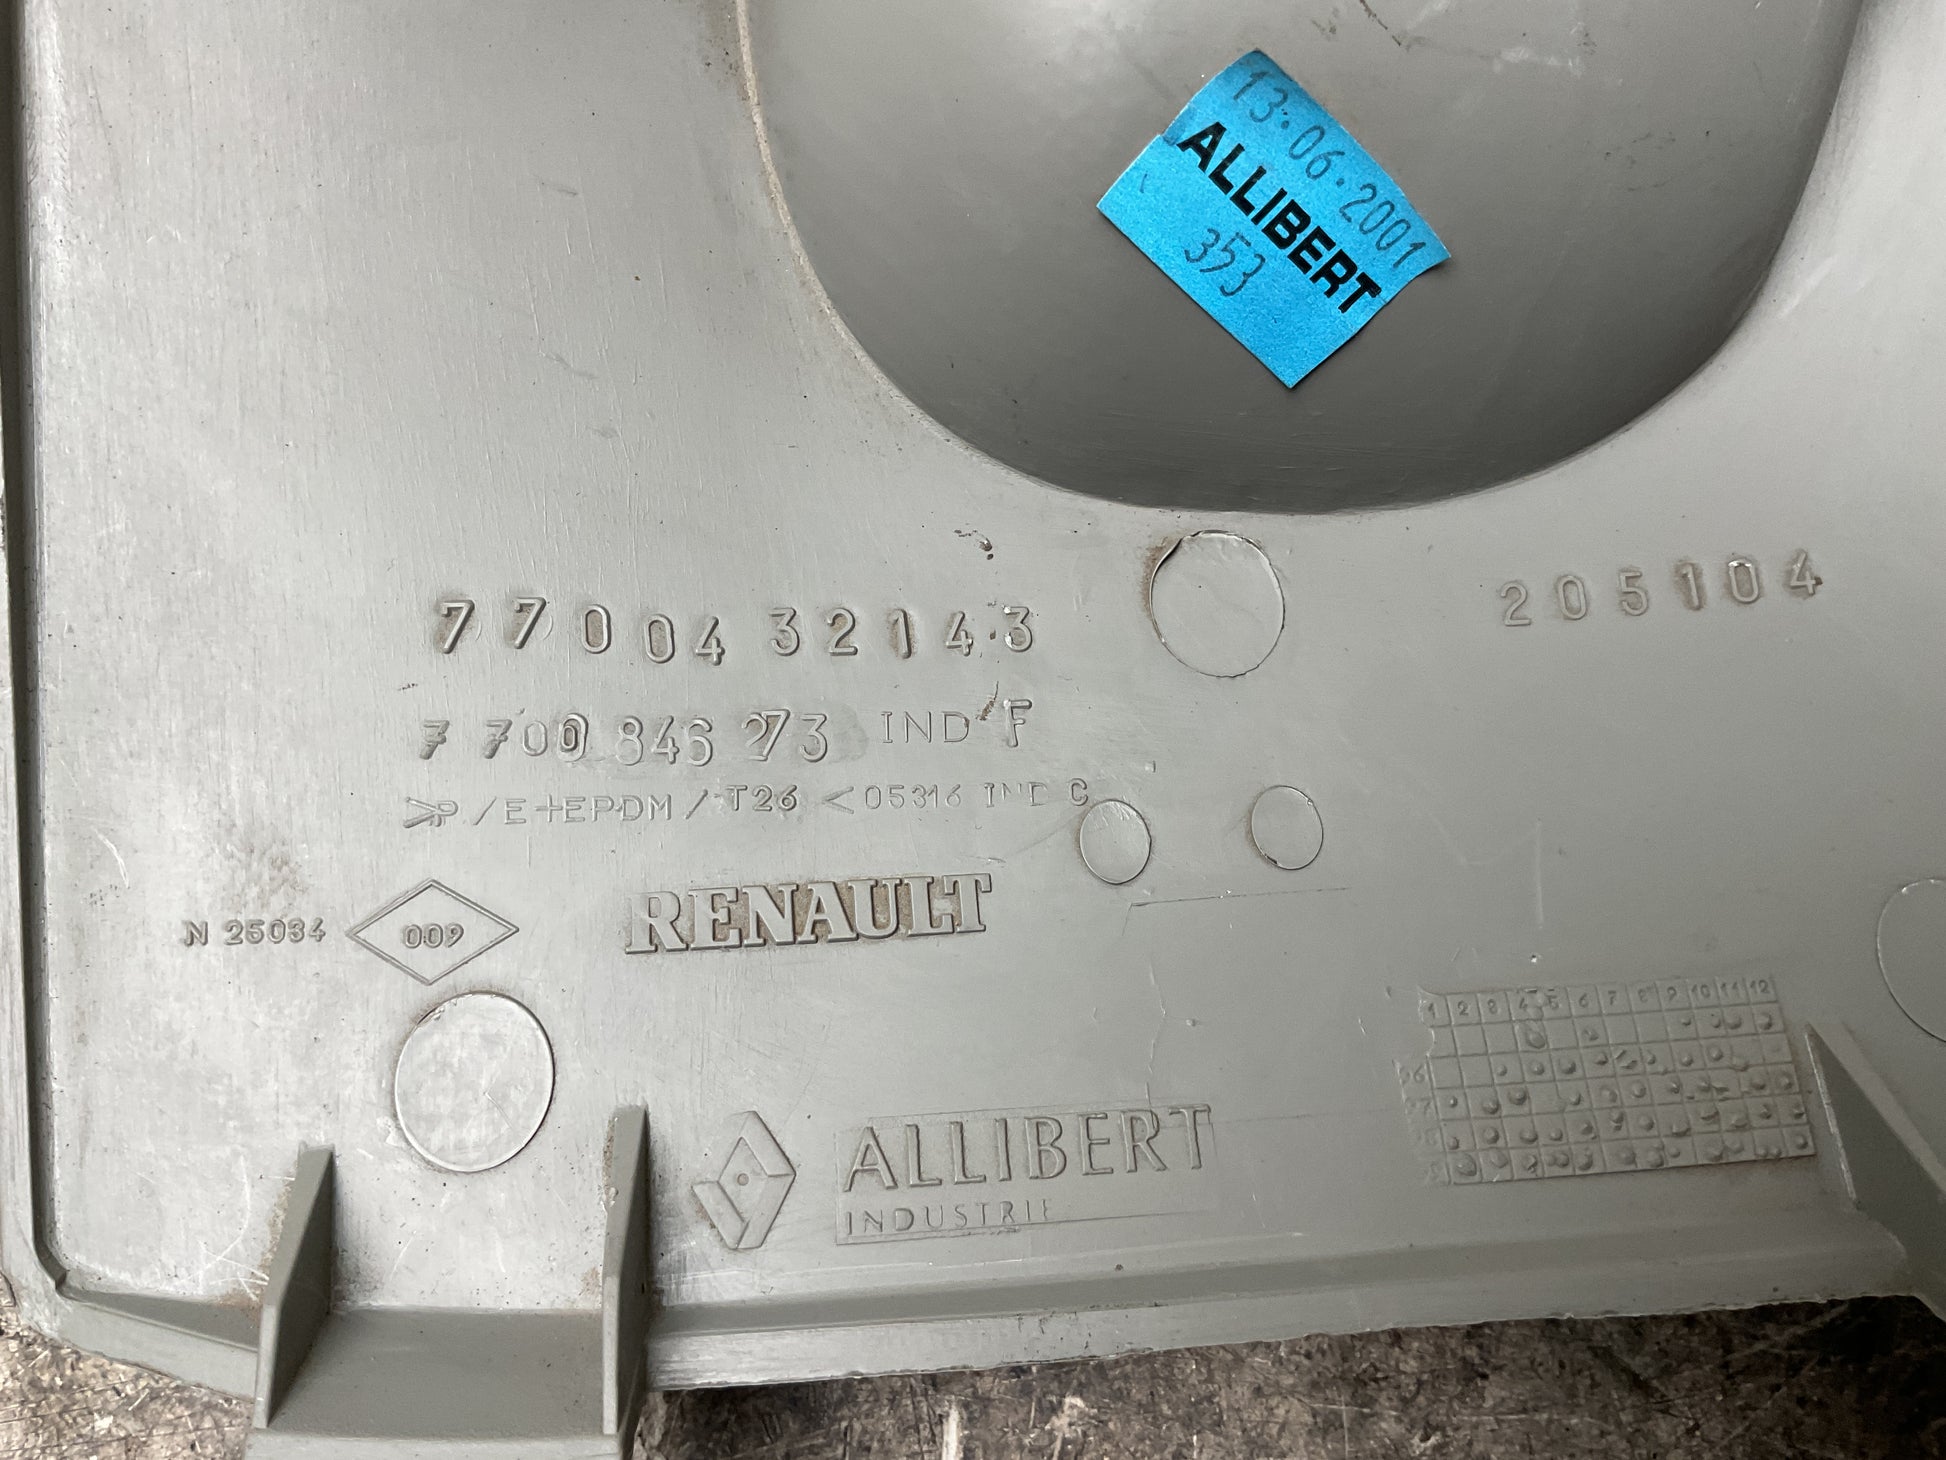 13.06.2001
ALLIBERT
353
7700432143
205104
7700846273 IND F
>P/E+EPDM/T26<05316 IND C
N 25034
009
RENAULT
1 2 3 4 5 6 7 8 9 10 11 12
ALLIBERT
INDUSTRIE